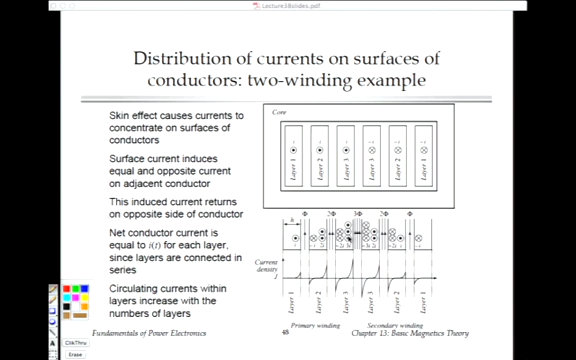 Lecture38slides.pdf
Distribution of currents on surfaces of
conductors: two-winding example
Skin effect causes currents to
concentrate on surfaces of
conductors
Surface current induces
equal and opposite current
on adjacent conductor
This induced current returns
on opposite side of conductor
Net conductor current is
equal to i(t) for each layer,
since layers are connected in
series
Circulating currents within
layers increase with the
numbers of layers
Core
Layer 1
Layer 2
Layer 3
Layer 3
Layer 2
Layer 1
Φ 2Φ 3Φ 2Φ Φ
h
Current
density
J
Layer 1
Layer 2
Layer 3
Layer 3
Layer 2
Layer 1
Primary winding
Secondary winding
Fundamentals of Power Electronics
48
Chapter 13: Basic Magnetics Theory
ClikThru
Erase